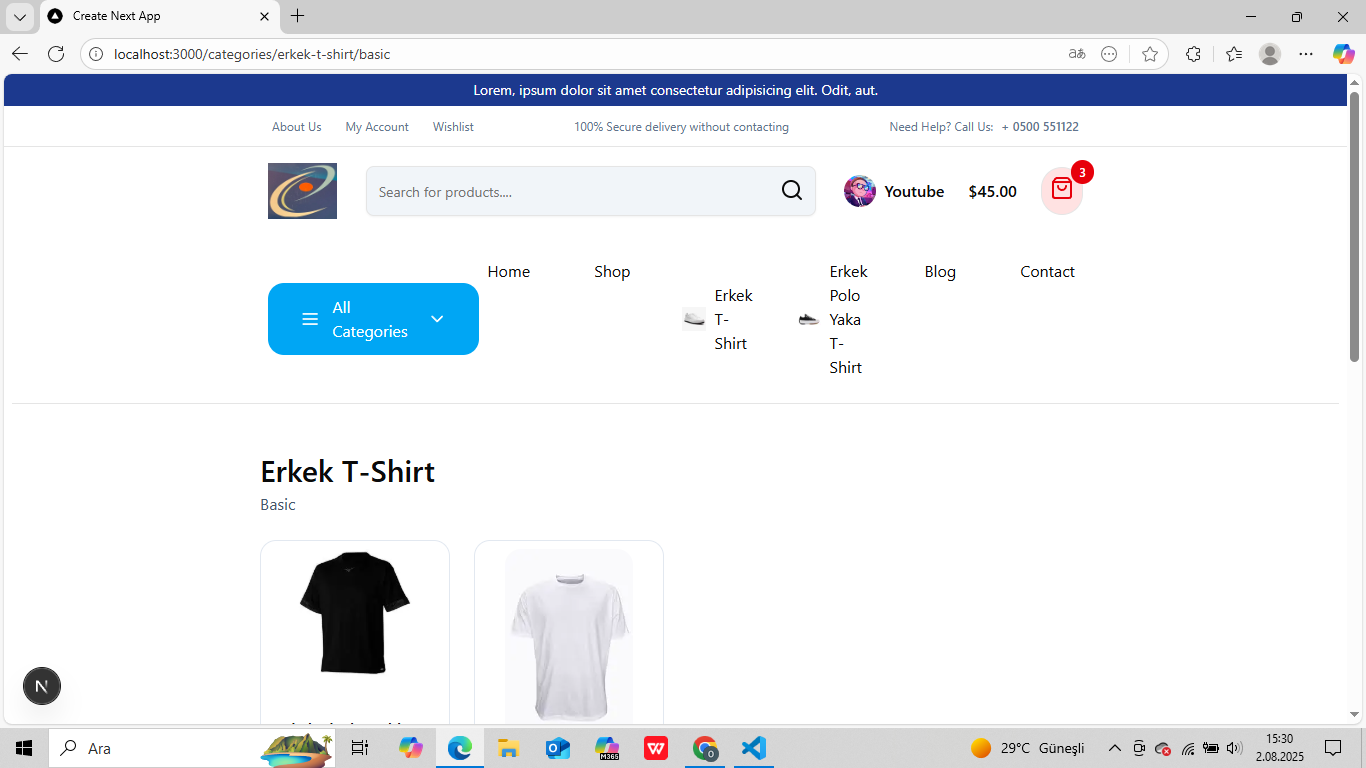 Create Next App
localhost:3000/categories/erkek-t-shirt/basic
aあ
Lorem, ipsum dolor sit amet consectetur adipisicing elit. Odit, aut.
About Us My Account Wishlist 100% Secure delivery without contacting Need Help? Call Us: + 0500 551122
Search for products.... Youtube $45.00 3
Home Shop Blog Contact
All
Categories
Erkek
T-
Shirt
Erkek
Polo
Yaka
T-
Shirt
Erkek T-Shirt
Basic
N
Ara
M365
W
29°C Güneşli
15:30
2.08.2025